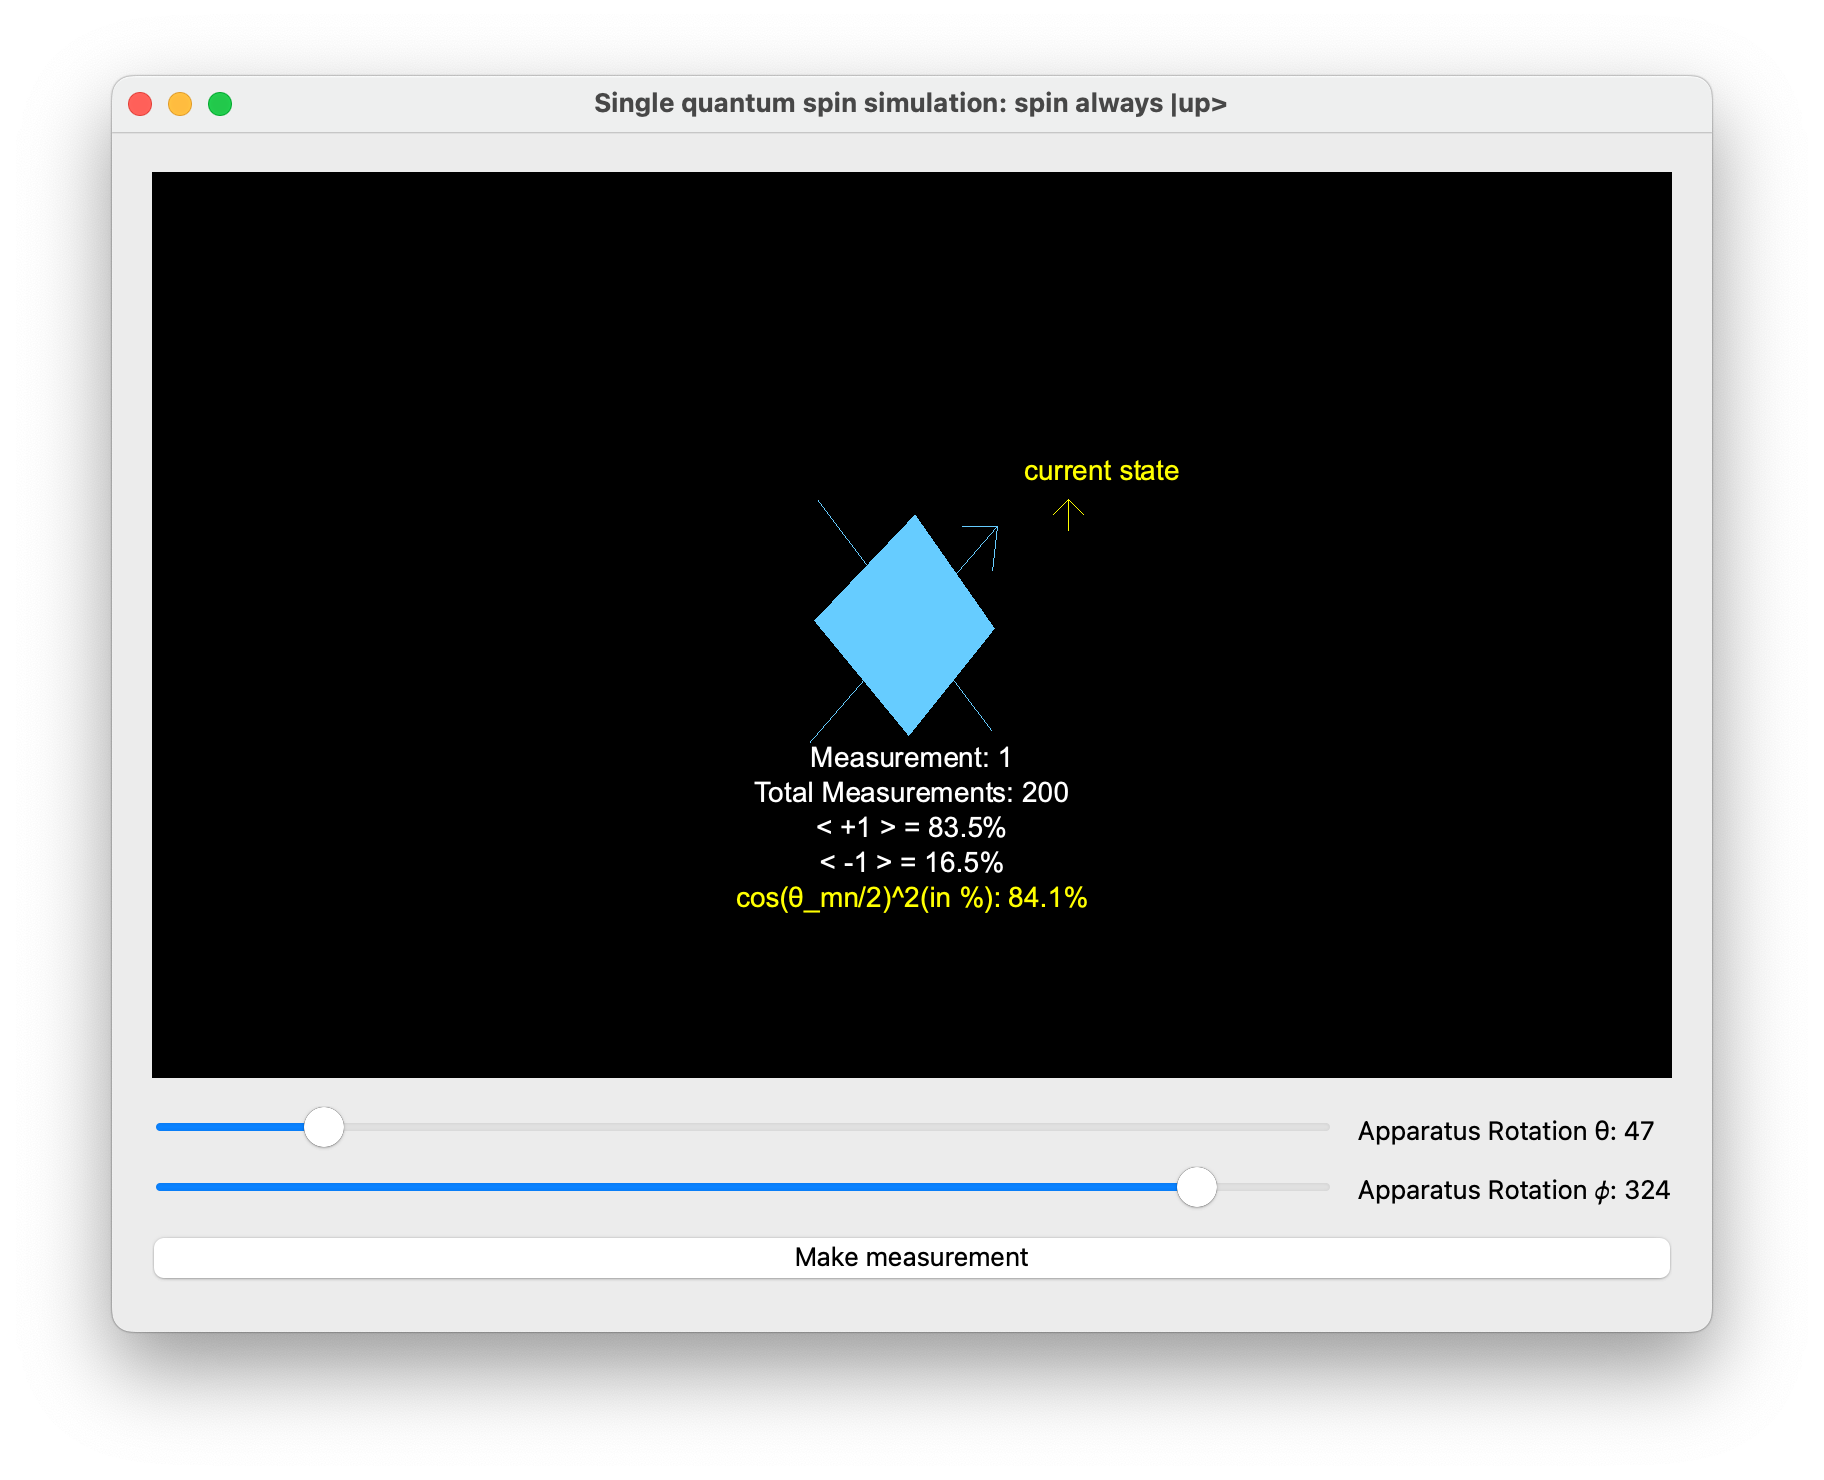 Single quantum spin simulation: spin always |up>
current state
Measurement: 1
Total Measurements: 200
< +1 > = 83.5%
< -1 > = 16.5%
cos(θ_mn/2)^2(in %): 84.1%
Apparatus Rotation θ: 47
Apparatus Rotation 𝜙: 324
Make measurement